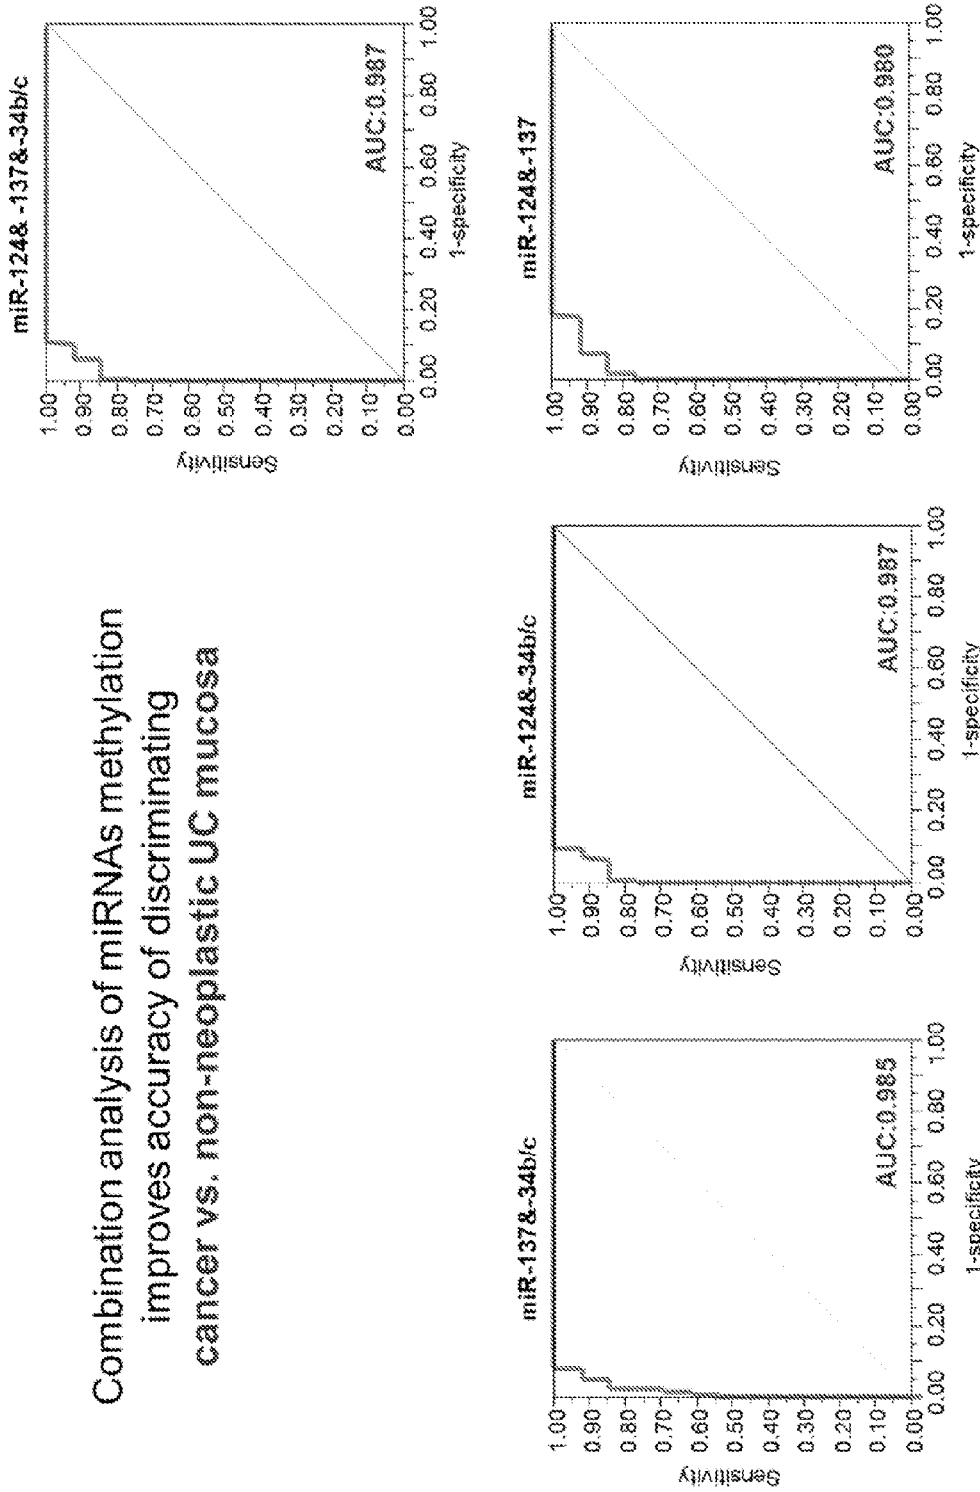 Combination analysis of miRNAs methylation
improves accuracy of discriminating
cancer vs. non-neoplastic UC mucosa
miR-124& -137&-34b/c
Sensitivity
1.00
0.90
0.80
0.70
0.60
0.50
0.40
0.30
0.20
0.10
0.00
AUC:0.987
0.00 0.20 0.40 0.60 0.80 1.00
1-specificity
miR-137&-34b/c
Sensitivity
1.00
0.90
0.80
0.70
0.60
0.50
0.40
0.30
0.20
0.10
0.00
AUC:0.985
0.00 0.20 0.40 0.60 0.80 1.00
1-specificity
miR-124&-34b/c
Sensitivity
1.00
0.90
0.80
0.70
0.60
0.50
0.40
0.30
0.20
0.10
0.00
AUC:0.987
0.00 0.20 0.40 0.60 0.80 1.00
1-specificity
miR-124&-137
Sensitivity
1.00
0.90
0.80
0.70
0.60
0.50
0.40
0.30
0.20
0.10
0.00
AUC:0.980
0.00 0.20 0.40 0.60 0.80 1.00
1-specificity